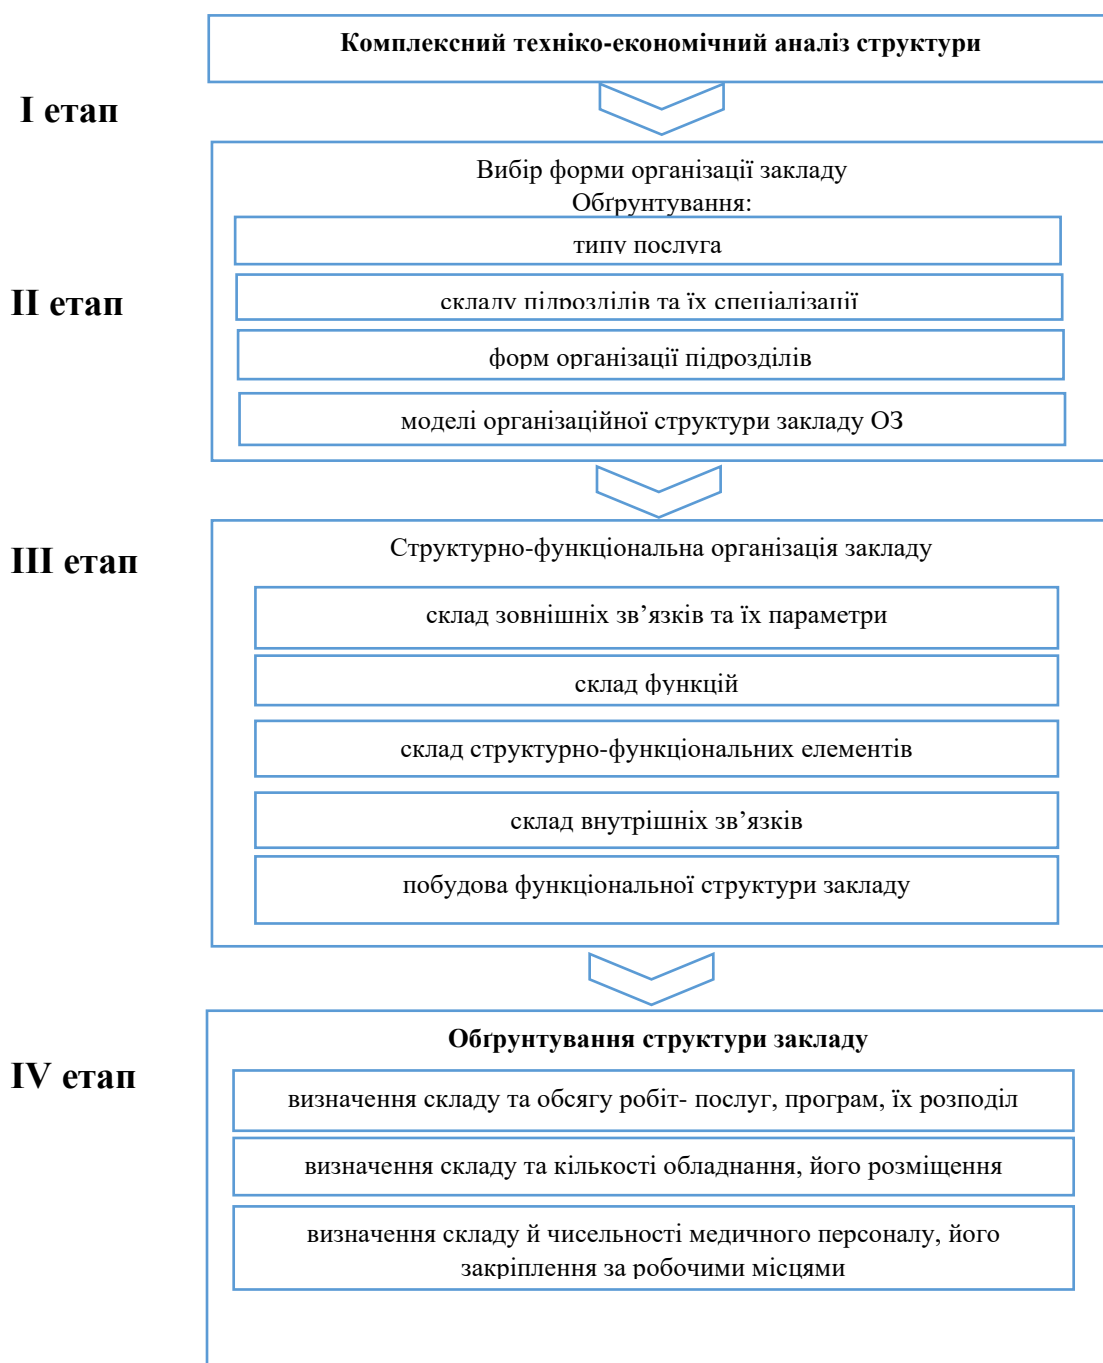 Комплексний техніко-економічний аналіз структури
І етап
Вибір форми організації закладу
Обґрунтування:
типу послуга
ІІ етап
складу підрозділів та їх спеціалізації
форм організації підрозділів
моделі організаційної структури закладу ОЗ
ІІІ етап
Структурно-функціональна організація закладу
склад зовнішніх зв’язків та їх параметри
склад функцій
склад структурно-функціональних елементів
склад внутрішніх зв’язків
побудова функціональної структури закладу
Обґрунтування структури закладу
ІV етап
визначення складу та обсягу робіт- послуг, програм, їх розподіл
визначення складу та кількості обладнання, його розміщення
визначення складу й чисельності медичного персоналу, його
закріплення за робочими місцями